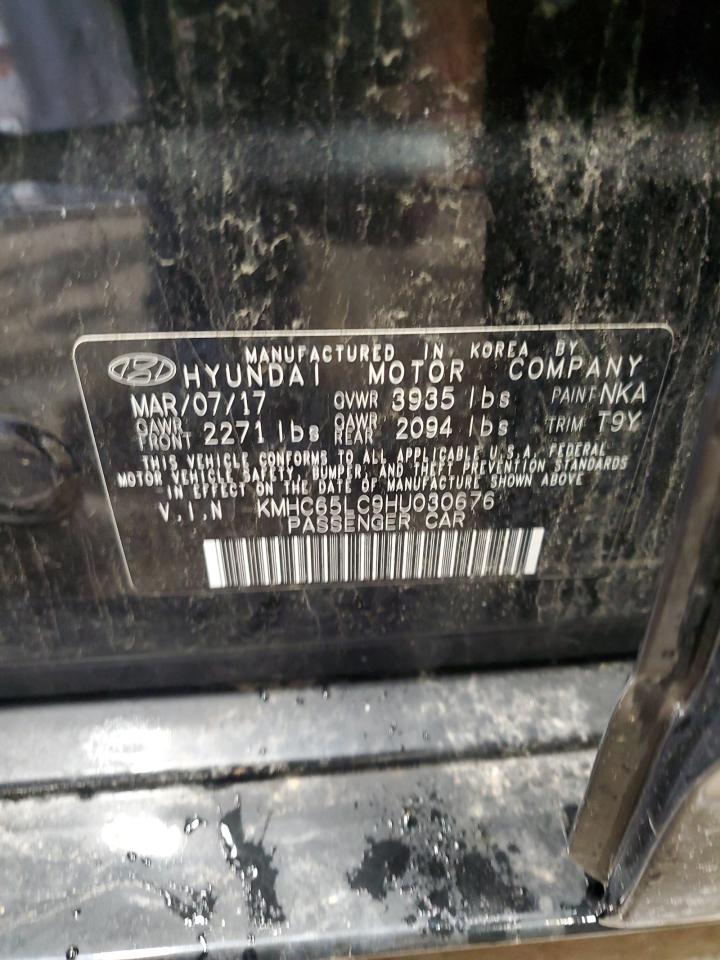 MANUFACTURED IN KOREA BY
HYUNDAI MOTOR COMPANY
MAR/07/17 GVWR 3935 lbs PAINT:NKA
GAWR FRONT 2271 lbs GAWR REAR 2094 lbs TRIM: T9Y
THIS VEHICLE CONFORMS TO ALL APPLICABLE U.S.A. FEDERAL
MOTOR VEHICLE SAFETY, BUMPER, AND THEFT PREVENTION STANDARDS
IN EFFECT ON THE DATE OF MANUFACTURE SHOWN ABOVE
V.I.N KMHC65LC9HU030676
PASSENGER CAR